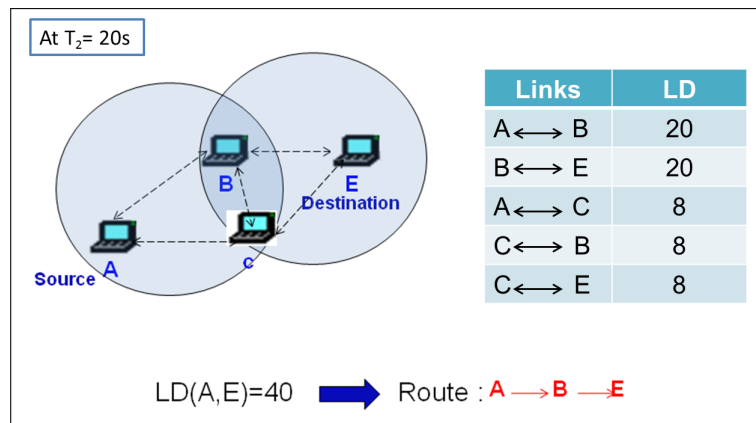 At T2= 20s
B
E
Destination
A
Source
c
Links LD
A B 20
B E 20
A C 8
C B 8
C E 8
LD(A,E)=40 Route : A B E